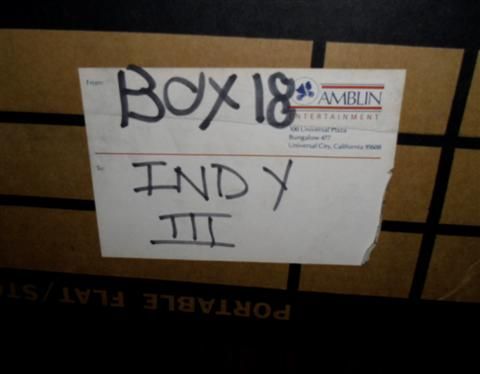 From:
BOX 18
AMBLIN
ENTERTAINMENT
100 Universal Plaza
Bungalow 477
Universal City, California 91608
To:
INDY
III
PORTABLE FLAT/ST